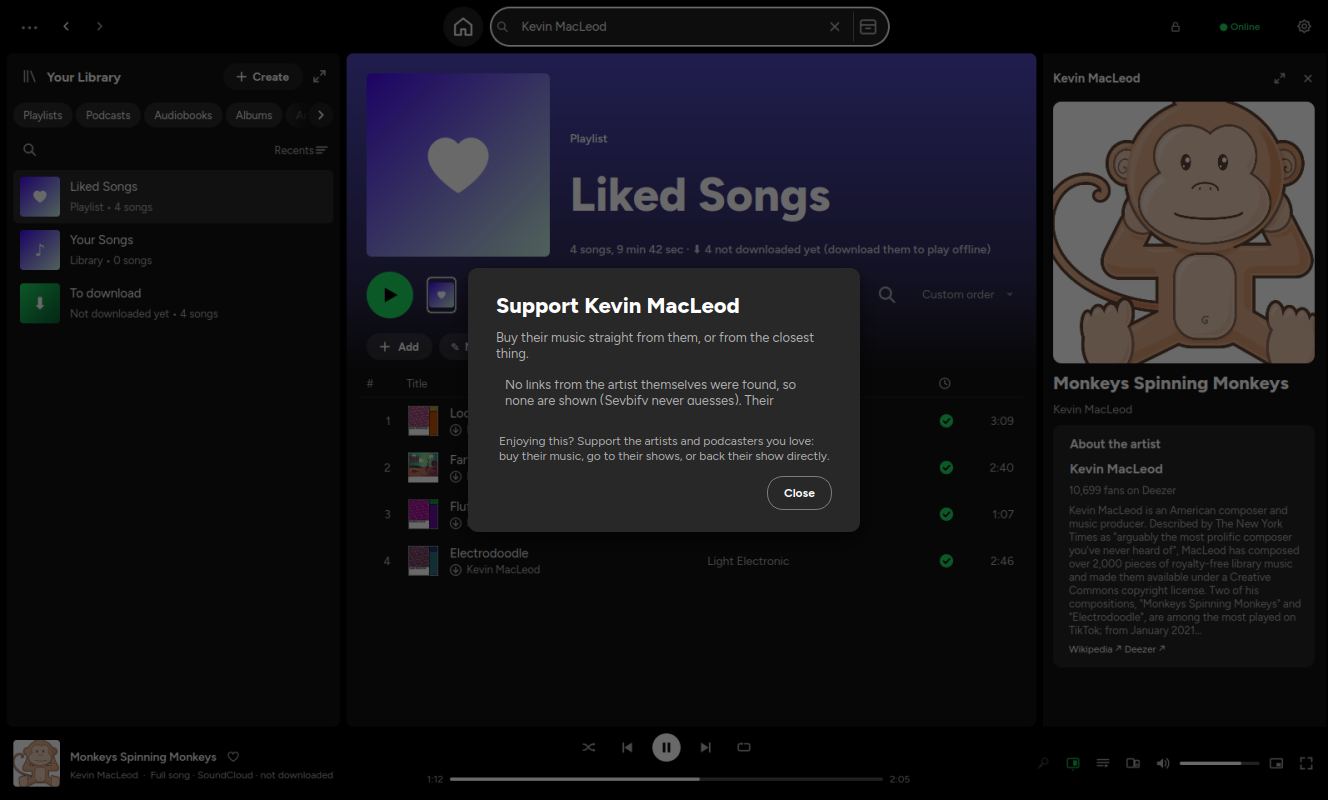 Kevin MacLeod
Online
Your Library
+ Create
Playlists
Podcasts
Audiobooks
Albums
Recents
Liked Songs
Playlist • 4 songs
Your Songs
Library • 0 songs
To download
Not downloaded yet • 4 songs
Playlist
Liked Songs
4 songs, 9 min 42 sec · ⬇ 4 not downloaded yet (download them to play offline)
Custom order
+ Add
# Title
1
3:09
2
2:40
3
1:07
4 Electrodoodle Light Electronic 2:46
Kevin MacLeod
Support Kevin MacLeod
Buy their music straight from them, or from the closest
thing.
No links from the artist themselves were found, so
none are shown (Sevbify never guesses). Their
Enjoying this? Support the artists and podcasters you love:
buy their music, go to their shows, or back their show directly.
Close
Kevin MacLeod
Monkeys Spinning Monkeys
Kevin MacLeod
About the artist
Kevin MacLeod
10,699 fans on Deezer
Kevin MacLeod is an American composer and
music producer. Described by The New York
Times as "arguably the most prolific composer
you've never heard of", MacLeod has composed
over 2,000 pieces of royalty-free library music
and made them available under a Creative
Commons copyright license. Two of his
compositions, "Monkeys Spinning Monkeys" and
"Electrodoodle", are among the most played on
TikTok; from January 2021...
Wikipedia ↗ Deezer ↗
Monkeys Spinning Monkeys
Kevin MacLeod · Full song · SoundCloud · not downloaded
1:12
2:05